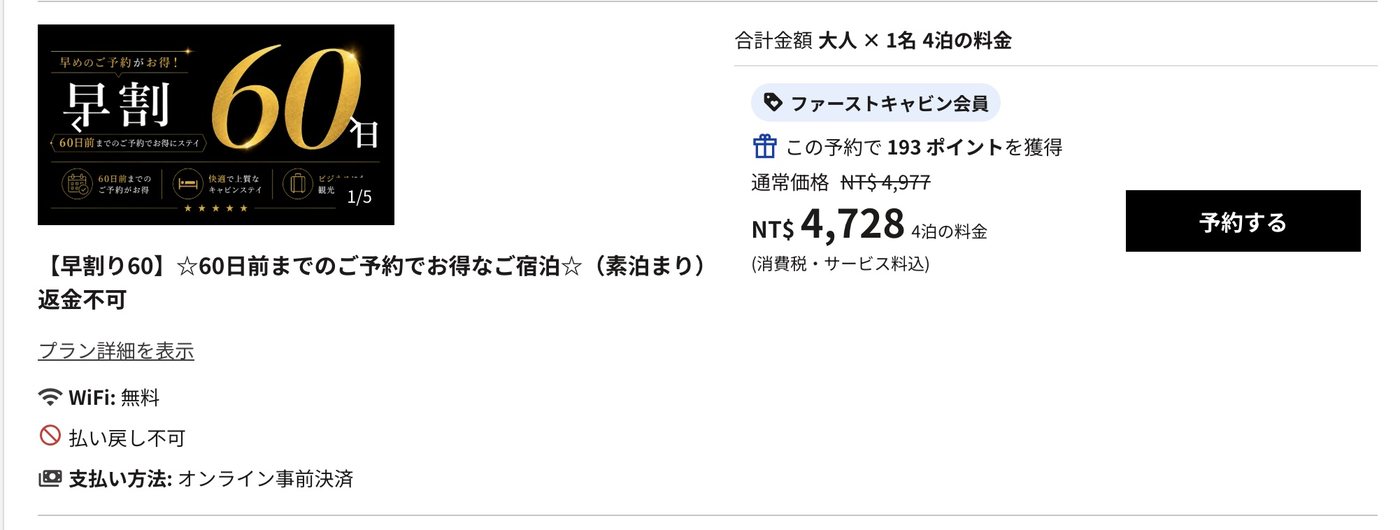 早めのご予約がお得!
早割
60日
60日前までのご予約でお得にステイ
60日前までの
ご予約がお得
快適で上質な
キャビンステイ
観光
★★★★★
1/5
【早割り60】☆60日前までのご予約でお得なご宿泊☆（素泊まり）
返金不可
プラン詳細を表示
WiFi: 無料
払い戻し不可
支払い方法: オンライン事前決済
合計金額 大人 × 1名 4泊の料金
ファーストキャビン会員
この予約で 193 ポイントを獲得
通常価格 NT$ 4,977
NT$ 4,728 4泊の料金
(消費税・サービス料込)
予約する